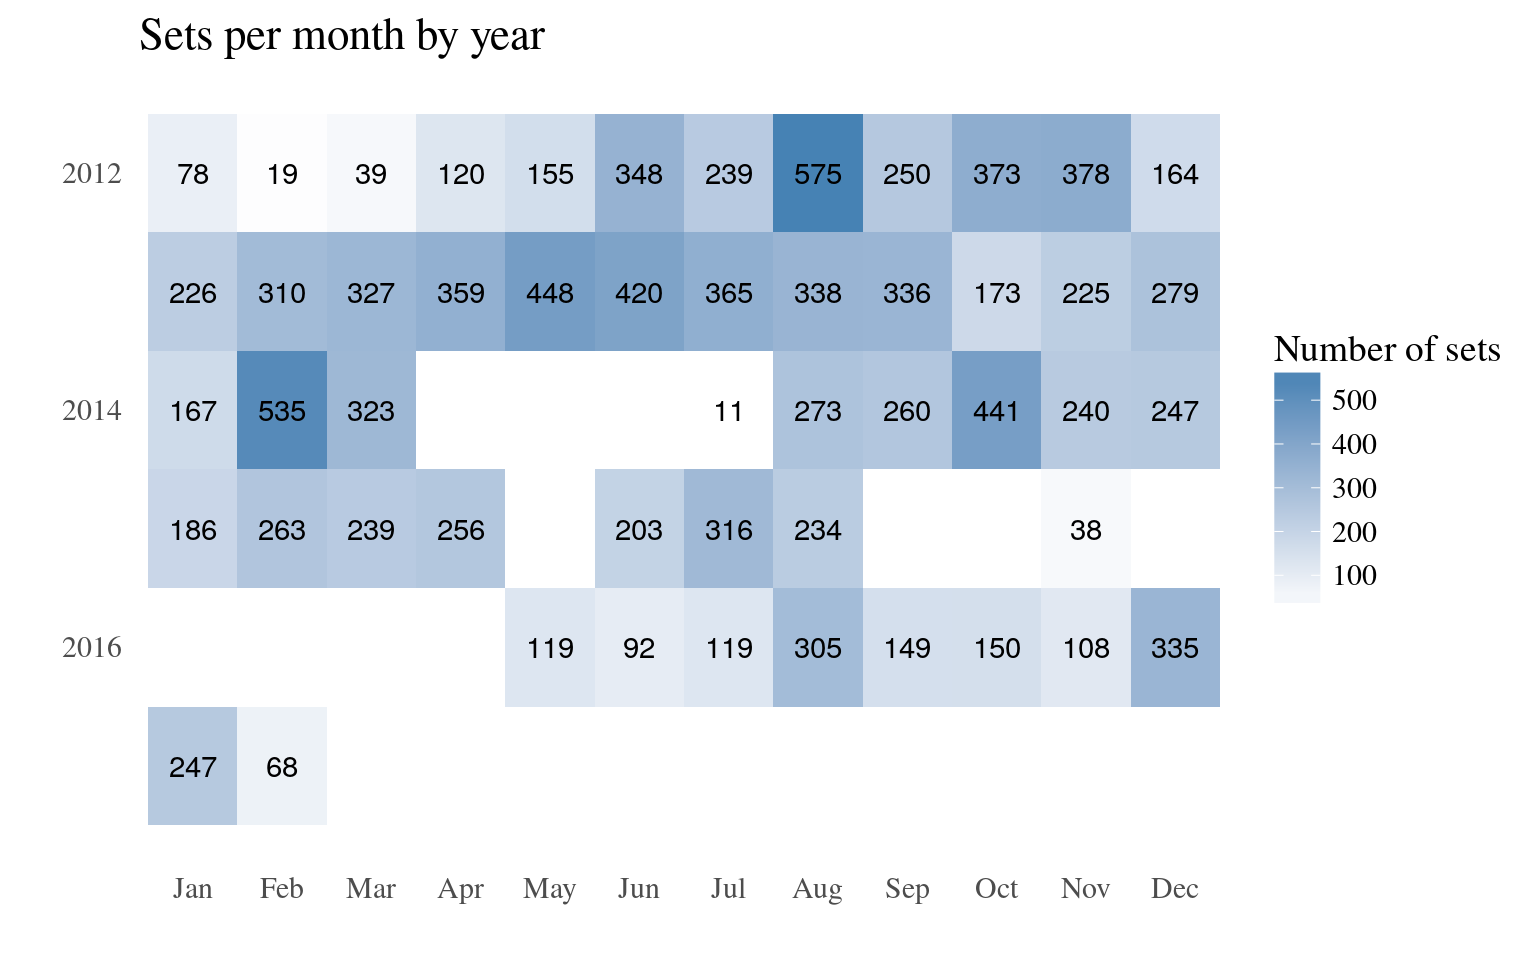 Sets per month by year
2012 78 19 39 120 155 348 239 575 250 373 378 164
226 310 327 359 448 420 365 338 336 173 225 279
Number of sets
2014 167 535 323 11 273 260 441 240 247
500
400
300
200
100
186 263 239 256 203 316 234 38
2016 119 92 119 305 149 150 108 335
247 68
Jan Feb Mar Apr May Jun Jul Aug Sep Oct Nov Dec